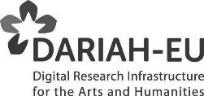 DARIAH-EU
Digital Research Infrastructure
for the Arts and Humanities